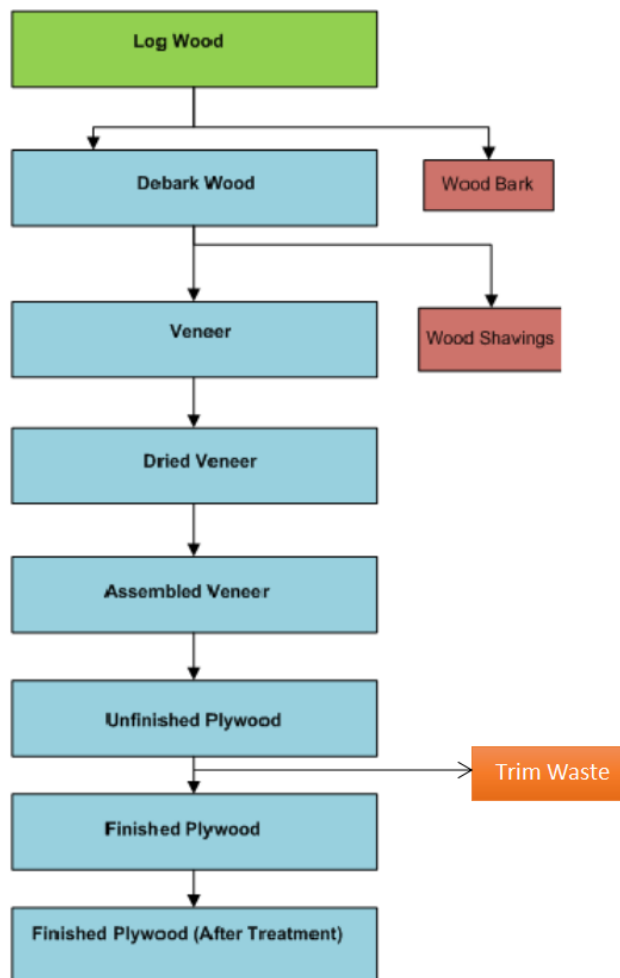 Log Wood
Debark Wood
Wood Bark
Veneer
Wood Shavings
Dried Veneer
Assembled Veneer
Unfinished Plywood
Trim Waste
Finished Plywood
Finished Plywood (After Treatment)